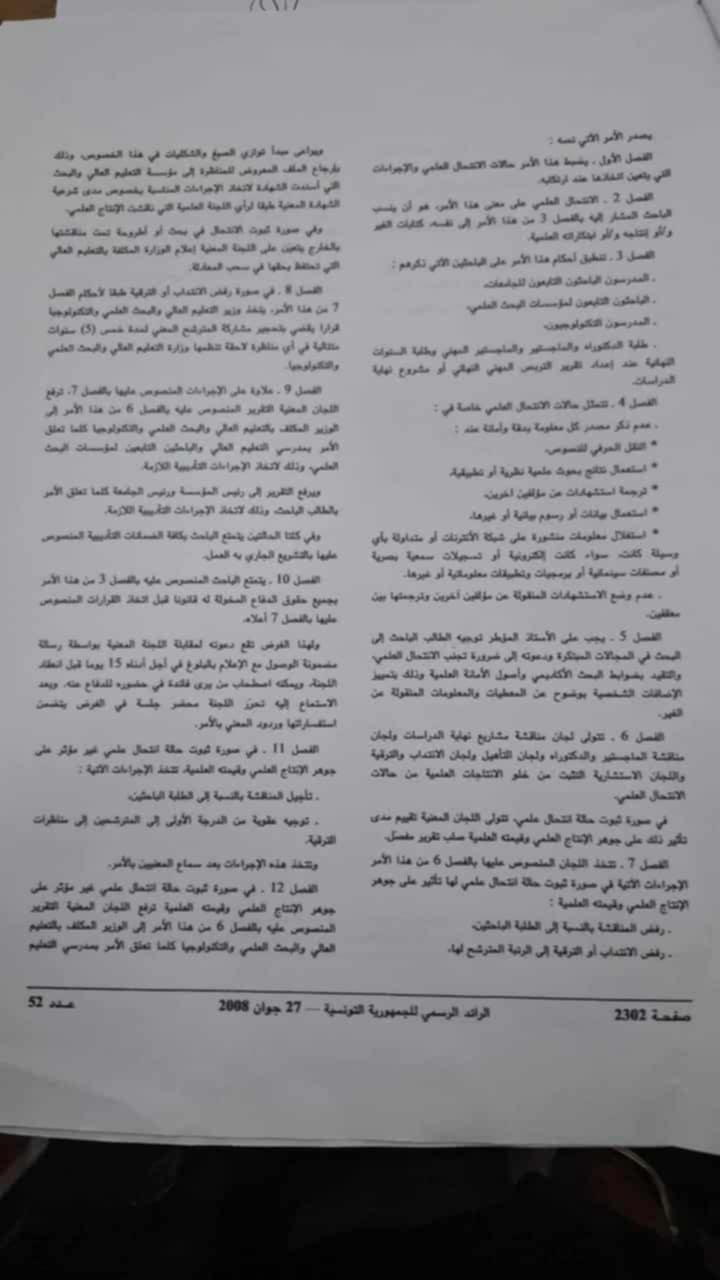 يصدر الأمر الآتي نصه :
الفصل الأول ـ يضبط هذا الأمر حالات الانتحال العلمي والإجراءات
التي يتعين اتخاذها عند ارتكابه.
الفصل 2 ـ الانتحال العلمي على معنى هذا الأمر، هو أن ينسب
الباحث المشار إليه بالفصل 3 من هذا الأمر إلى نفسه، كتابات الغير
و/أو إنتاجه و/أو ابتكاراته العلمية.
الفصل 3 ـ تنطبق أحكام هذا الأمر على الباحثين الآتي ذكرهم :
ـ المدرسون الباحثون التابعون للجامعات،
ـ الباحثون التابعون لمؤسسات البحث العلمي،
ـ المدرسون التكنولوجيون،
ـ طلبة الدكتوراه والماجستير والماجستير المهني وطلبة السنوات
النهائية عند إعداد تقرير التربص المهني النهائي أو مشروع نهاية
الدراسات.
الفصل 4 ـ تتمثل حالات الانتحال العلمي خاصة في :
ـ عدم ذكر مصدر كل معلومة بدقة وأمانة عند :
* النقل الحرفي للنصوص،
* استعمال نتائج بحوث علمية نظرية أو تطبيقية،
* ترجمة استشهادات عن مؤلفين آخرين،
* استعمال بيانات أو رسوم بيانية أو غيرها،
* استغلال معلومات منشورة على شبكة الأنترنات أو متداولة بأي
وسيلة كانت، سواء كانت إلكترونية أو تسجيلات سمعية بصرية
أو مصنفات سينمائية أو برمجيات وتطبيقات معلوماتية أو غيرها.
ـ عدم وضع الاستشهادات المنقولة عن مؤلفين آخرين وترجمتها بين
معقفين.
الفصل 5 ـ يجب على الأستاذ المؤطر توجيه الطالب الباحث إلى
البحث في المجالات المبتكرة ودعوته إلى ضرورة تجنب الانتحال العلمي،
والتقيد بضوابط البحث الأكاديمي وأصول الأمانة العلمية وذلك بتمييز
الإضافات الشخصية بوضوح عن المعطيات والمعلومات المنقولة عن
الغير.
الفصل 6 ـ تتولى لجان مناقشة مشاريع نهاية الدراسات ولجان
مناقشة الماجستير والدكتوراه ولجان التأهيل ولجان الانتداب والترقية
واللجان الاستشارية التثبت من خلو الانتاجات العلمية من حالات
الانتحال العلمي.
في صورة ثبوت حالة انتحال علمي، تتولى اللجان المعنية تقييم مدى
تأثير ذلك على جوهر الإنتاج العلمي وقيمته العلمية صلب تقرير مفصل.
الفصل 7 ـ تتخذ اللجان المنصوص عليها بالفصل 6 من هذا الأمر
الإجراءات الآتية في صورة ثبوت حالة انتحال علمي لها تأثير على جوهر
الإنتاج العلمي وقيمته العلمية :
ـ رفض المناقشة بالنسبة إلى الطلبة الباحثين،
ـ رفض الانتداب أو الترقية إلى الرتبة المترشح لها.
ويراعى مبدأ توازي الصيغ والشكليات في هذا الخصوص، وذلك
بإرجاع الملف المعروض للمناظرة إلى مؤسسة التعليم العالي والبحث
التي أسندت الشهادة لاتخاذ الإجراءات المناسبة بخصوص مدى شرعية
الشهادة المعنية طبقا لرأي اللجنة العلمية التي ناقشت الإنتاج العلمي.
وفي صورة ثبوت الانتحال في بحث أو أطروحة تمت مناقشتها
بالخارج يتعين على اللجنة المعنية إعلام الوزارة المكلفة بالتعليم العالي
التي تحتفظ بحقها في سحب المعادلة.
الفصل 8 ـ في صورة رفض الانتداب أو الترقية طبقا لأحكام الفصل
7 من هذا الأمر، يتخذ وزير التعليم العالي والبحث العلمي والتكنولوجيا
قرارا يقضي بتحجير مشاركة المترشح المعني لمدة خمس (5) سنوات
متتالية في أي مناظرة لاحقة تنظمها وزارة التعليم العالي والبحث العلمي
والتكنولوجيا.
الفصل 9 ـ علاوة على الإجراءات المنصوص عليها بالفصل 7، ترفع
اللجان المعنية التقرير المنصوص عليه بالفصل 6 من هذا الأمر إلى
الوزير المكلف بالتعليم العالي والبحث العلمي والتكنولوجيا كلما تعلق
الأمر بمدرسي التعليم العالي والباحثين التابعين لمؤسسات البحث
العلمي، وذلك لاتخاذ الإجراءات التأديبية اللازمة.
ويرفع التقرير إلى رئيس المؤسسة ورئيس الجامعة كلما تعلق الأمر
بالطالب الباحث، وذلك لاتخاذ الإجراءات التأديبية اللازمة.
وفي كلتا الحالتين يتمتع الباحث بكافة الضمانات التأديبية المنصوص
عليها بالتشريع الجاري به العمل.
الفصل 10 ـ يتمتع الباحث المنصوص عليه بالفصل 3 من هذا الأمر
بجميع حقوق الدفاع المخولة له قانونا قبل اتخاذ القرارات المنصوص
عليها بالفصل 7 أعلاه.
ولهذا الغرض تقع دعوته لمقابلة اللجنة المعنية بواسطة رسالة
مضمونة الوصول مع الإعلام بالبلوغ في أجل أدناه 15 يوما قبل انعقاد
اللجنة، ويمكنه اصطحاب من يرى فائدة في حضوره للدفاع عنه. وبعد
الاستماع إليه تحرّر اللجنة محضر جلسة في الغرض يتضمن
استفساراتها وردود المعني بالأمر.
الفصل 11 ـ في صورة ثبوت حالة انتحال علمي غير مؤثر على
جوهر الإنتاج العلمي وقيمته العلمية، تتخذ الإجراءات الآتية :
ـ تأجيل المناقشة بالنسبة إلى الطلبة الباحثين،
ـ توجيه عقوبة من الدرجة الأولى إلى المترشحين إلى مناظرات
الترقية.
وتتخذ هذه الإجراءات بعد سماع المعنيين بالأمر.
الفصل 12 ـ في صورة ثبوت حالة انتحال علمي غير مؤثر على
جوهر الإنتاج العلمي وقيمته العلمية ترفع اللجان المعنية التقرير
المنصوص عليه بالفصل 6 من هذا الأمر إلى الوزير المكلف بالتعليم
العالي والبحث العلمي والتكنولوجيا كلما تعلق الأمر بمدرسي التعليم
صفحة 2302 الرائد الرسمي للجمهورية التونسية — 27 جوان 2008 عـدد 52